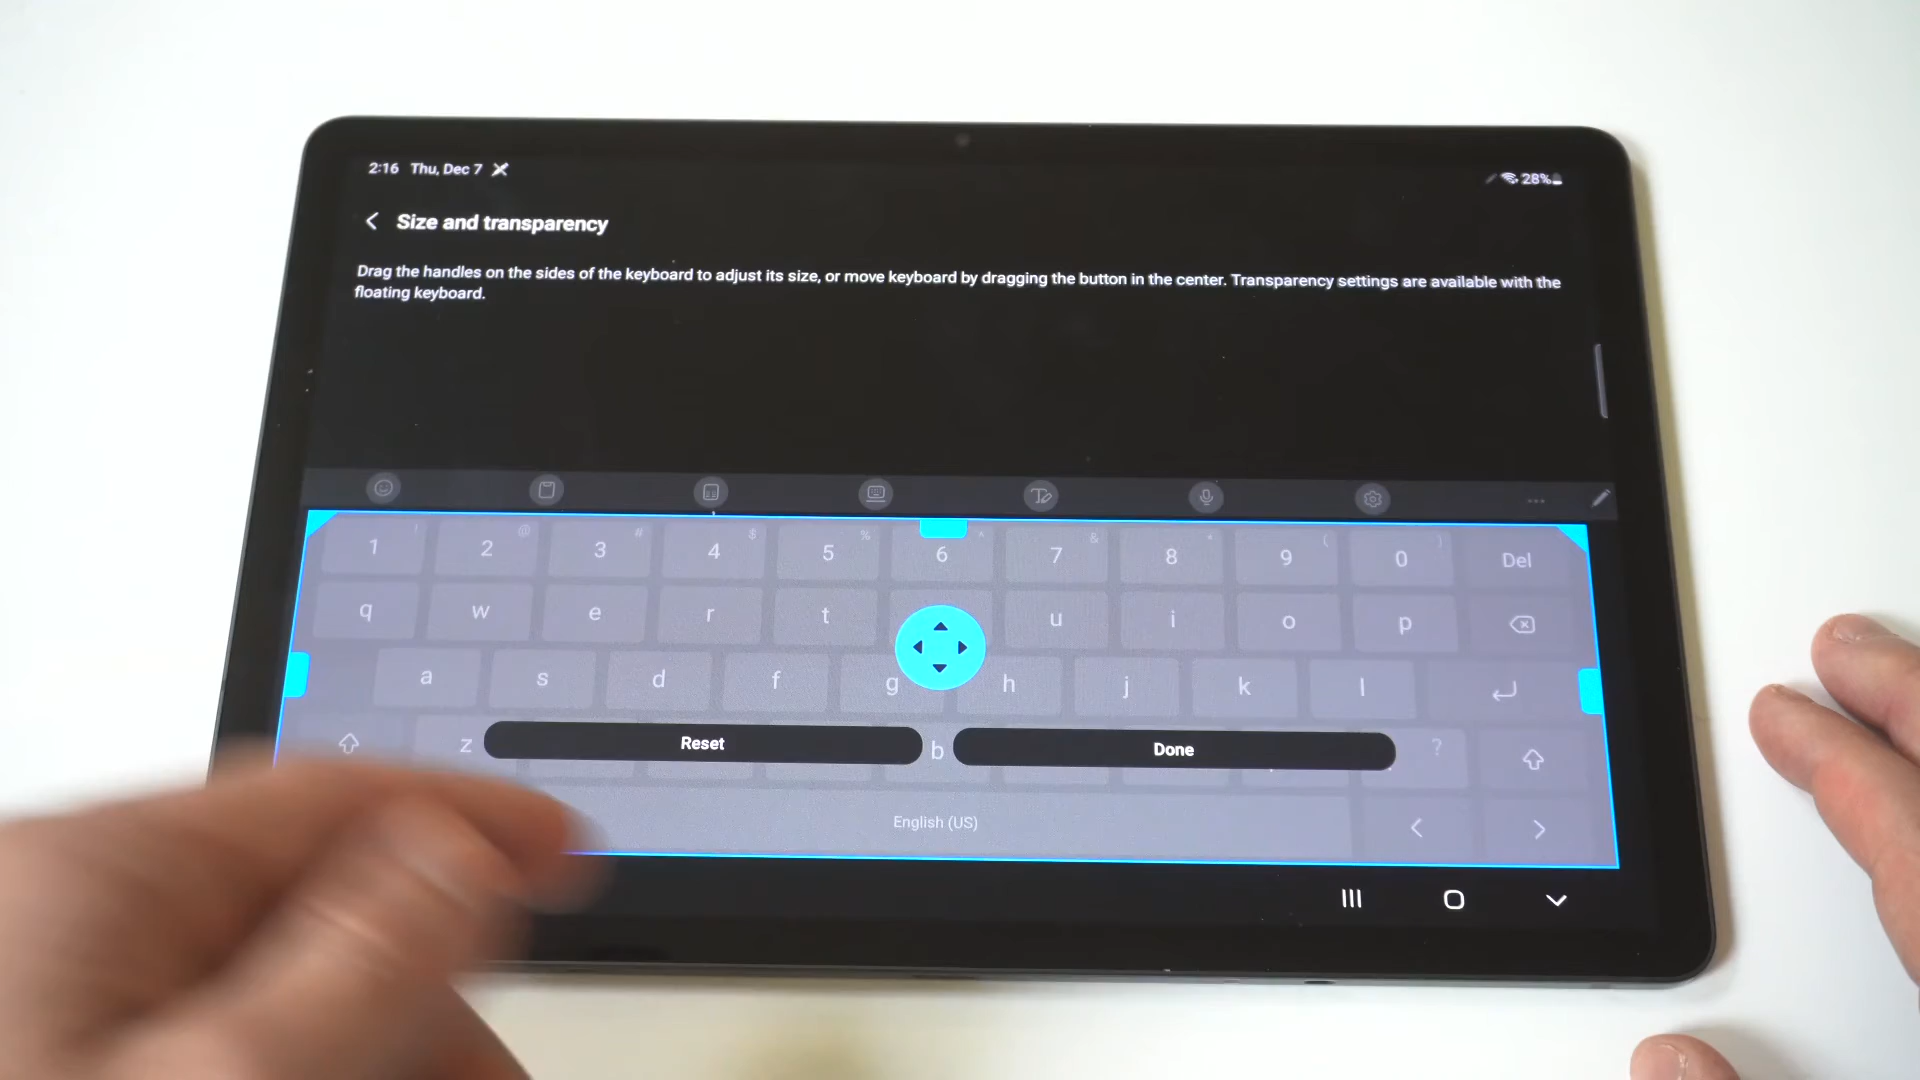 2:16 Thu, Dec 7
28%
Size and transparency
Drag the handles on the sides of the keyboard to adjust its size, or move keyboard by dragging the button in the center. Transparency settings are available with the
floating keyboard.
! @ # $ % ^ & * ( )
1 2 3 4 5 6 7 8 9 0 Del
q w e r t u i o p
a s d f g h j k l
z Reset b Done ?
English (US)